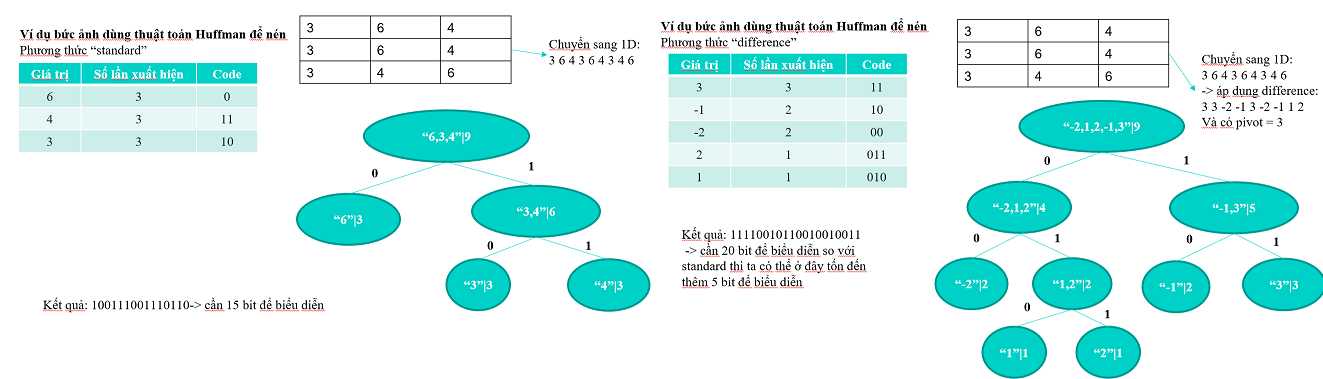 Ví dụ bức ảnh dùng thuật toán Huffman để nén
Phương thức “standard”
Giá trị Số lần xuất hiện Code
6 3 0
4 3 11
3 3 10
3 6 4
3 6 4
3 4 6
Chuyển sang 1D:
3 6 4 3 6 4 3 4 6
“6,3,4”|9
0 1
“6”|3 “3,4”|6
0 1
“3”|3 “4”|3
Kết quả: 100111001110110-> cần 15 bit để biểu diễn
Ví dụ bức ảnh dùng thuật toán Huffman để nén
Phương thức “difference”
Giá trị Số lần xuất hiện Code
3 3 11
-1 2 10
-2 2 00
2 1 011
1 1 010
3 6 4
3 6 4
3 4 6
Chuyển sang 1D:
3 6 4 3 6 4 3 4 6
-> áp dụng difference:
3 3 -2 -1 3 -2 -1 1 2
Và có pivot = 3
“-2,1,2,-1,3”|9
0 1
“-2,1,2”|4 “-1,3”|5
0 1 0 1
“-2”|2 “1,2”|2 “-1”|2 “3”|3
0 1
“1”|1 “2”|1
Kết quả: 11110010110010010011
-> cần 20 bit để biểu diễn so với
standard thì ta có thể ở đây tốn đến
thêm 5 bit để biểu diễn